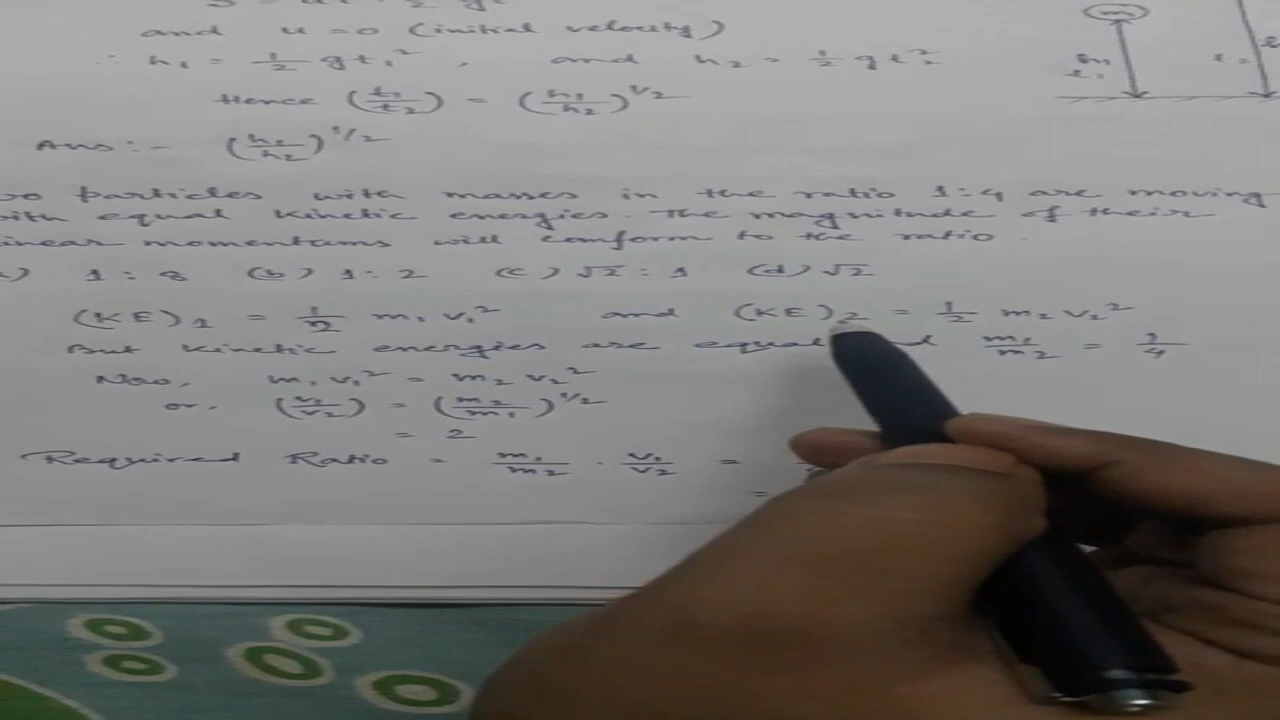 and u = 0 (initial velocity)
∴ h₁ = 1/2 gt₁², and h₂ = 1/2 gt₂²
Hence (t₁/t₂) = (h₁/h₂)^1/2
Ans :- (h₁/h₂)^1/2
particles with masses in the ratio 1:4 are moving
equal kinetic energies. The magnitude of their
momentums will conform to the ratio.
1 : 8 (b) 1 : 2 (c) √2 : 1 (d) √2
(KE)₁ = 1/2 m₁ v₁² and (KE)₂ = 1/2 m₂ v₂²
But kinetic energies are equal m₁/m₂ = 1/4
Now, m₁ v₁² = m₂ v₂²
or, (v₁/v₂) = (m₂/m₁)^1/2
= 2
Required Ratio = m₁/m₂ . v₁/v₂ =
=
m
h₁
t₁